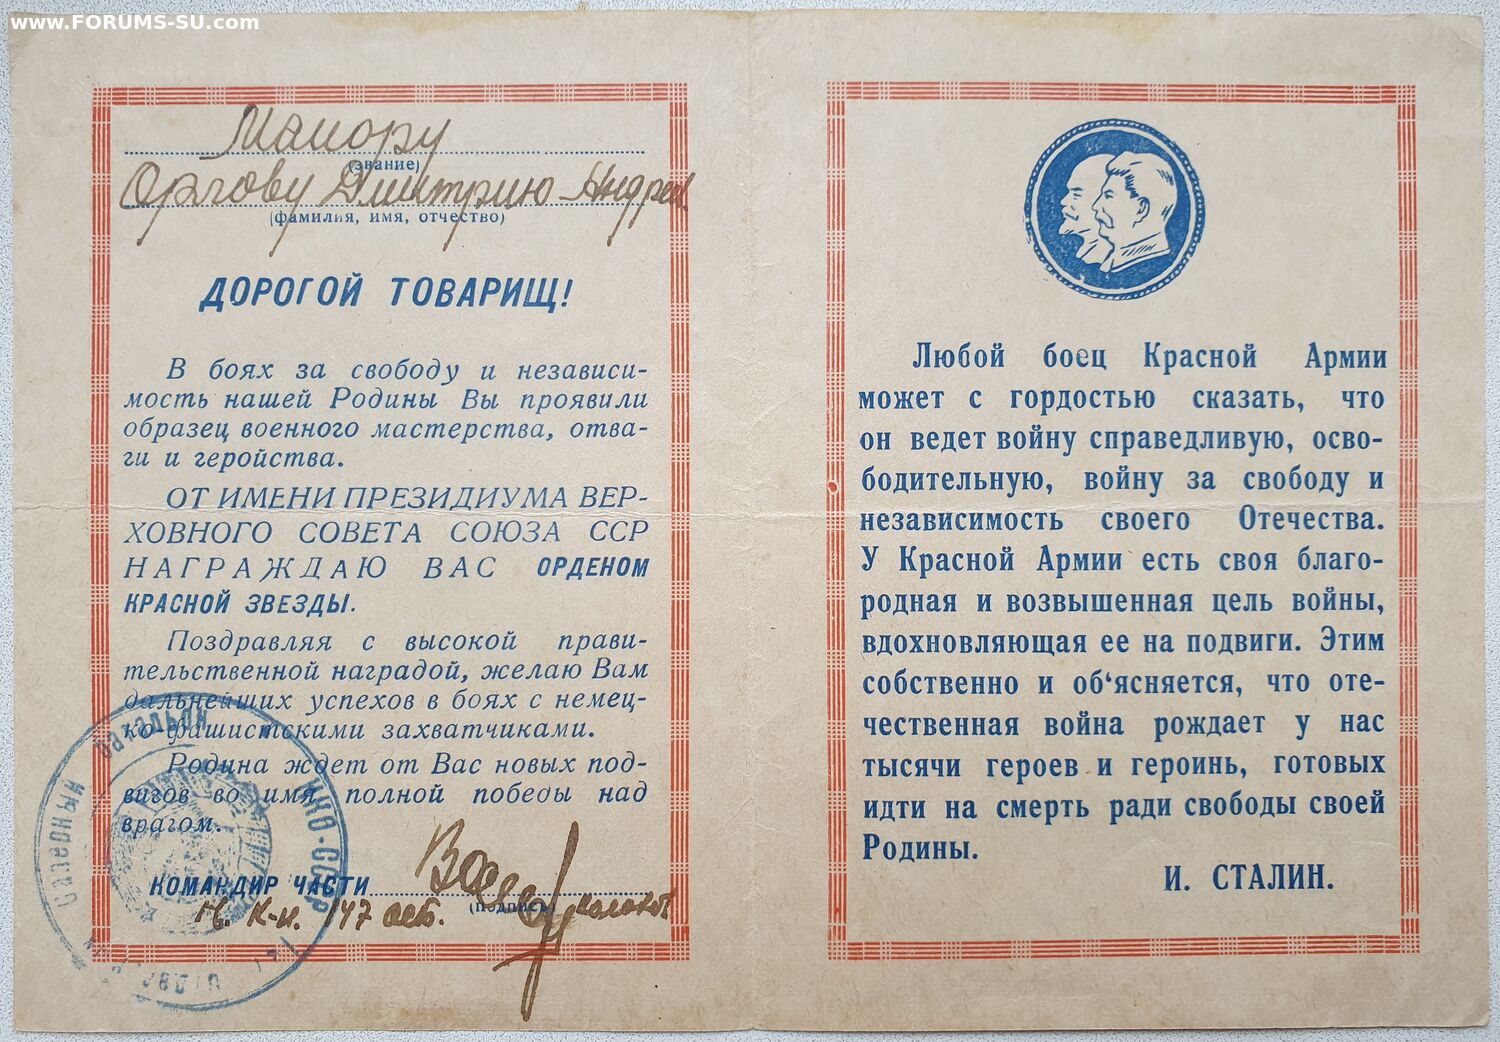 www.FORUMS-SU.com
Майору
(звание)
Орлову Дмитрию Андреев.
(фамилия, имя, отчество)
ДОРОГОЙ ТОВАРИЩ!
В боях за свободу и независи-
мость нашей Родины Вы проявили
образец военного мастерства, отва-
ги и геройства.
ОТ ИМЕНИ ПРЕЗИДИУМА ВЕР-
ХОВНОГО СОВЕТА СОЮЗА ССР
НАГРАЖДАЮ ВАС ОРДЕНОМ
КРАСНОЙ ЗВЕЗДЫ.
Поздравляя с высокой прави-
тельственной наградой, желаю Вам
дальнейших успехов в боях с немец-
ко-фашистскими захватчиками.
Родина ждет от Вас новых под-
вигов во имя полной победы над
врагом.
КОМАНДИР ЧАСТИ
(подпись)
147
батальон НКО-СССР
Любой боец Красной Армии
может с гордостью сказать, что
он ведет войну справедливую, осво-
бодительную, войну за свободу и
независимость своего Отечества.
У Красной Армии есть своя благо-
родная и возвышенная цель войны,
вдохновляющая ее на подвиги. Этим
собственно и об‘ясняется, что оте-
чественная война рождает у нас
тысячи героев и героинь, готовых
идти на смерть ради свободы своей
Родины.
И. СТАЛИН.